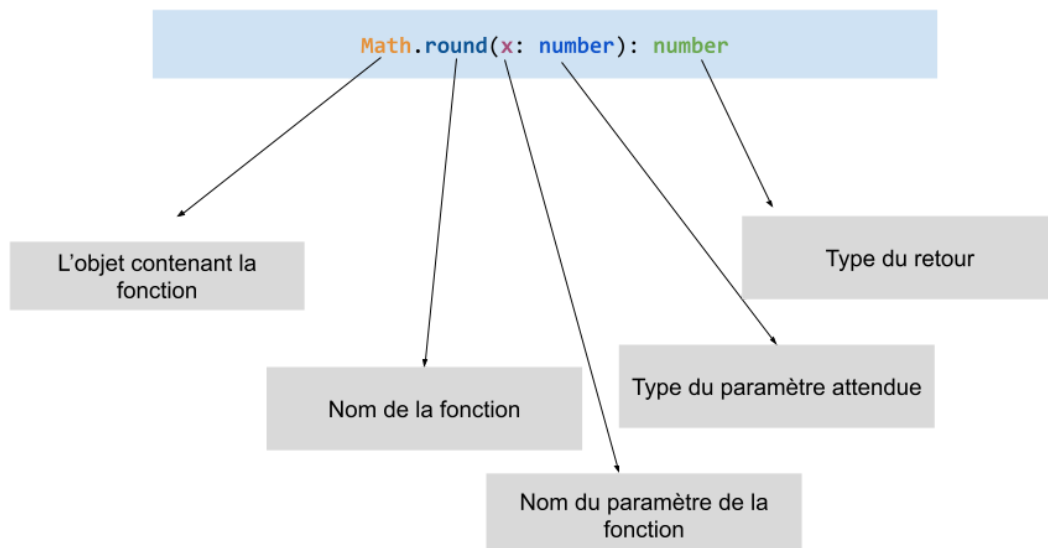 Math.round(x: number): number
L'objet contenant la
fonction
Type du retour
Type du paramètre attendue
Nom de la fonction
Nom du paramètre de la
fonction